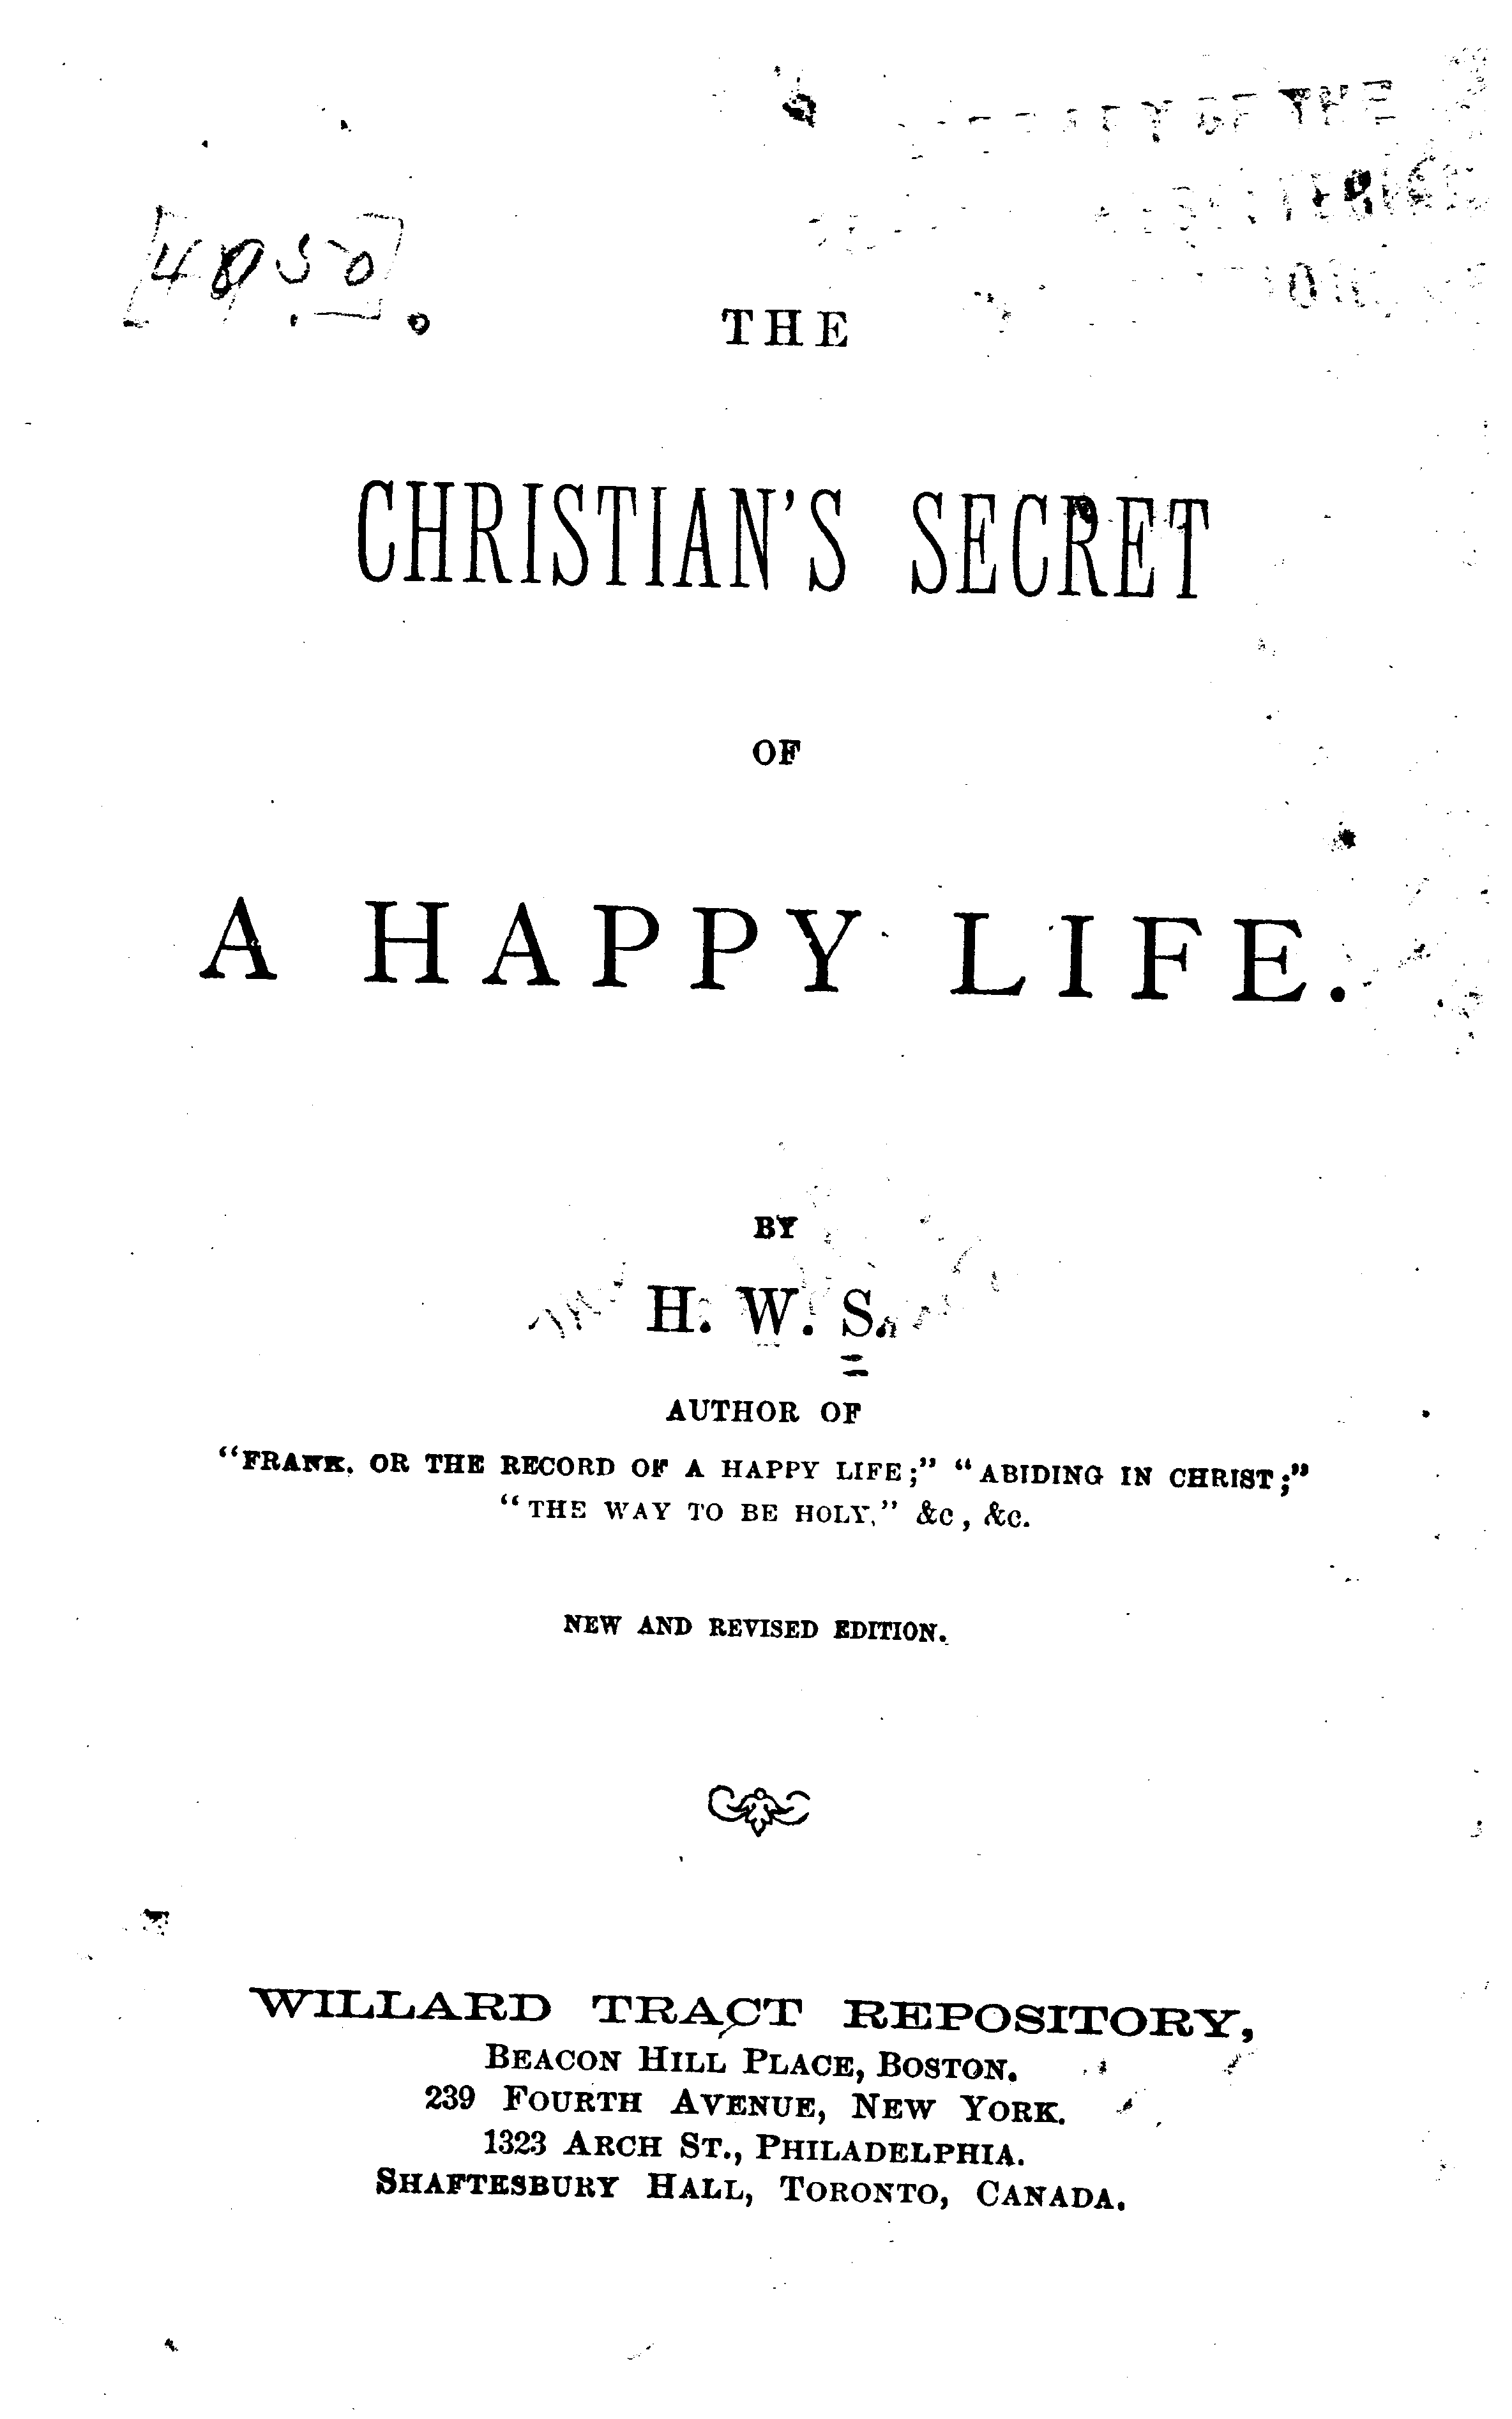 4050
THE
CHRISTIAN'S SECRET
OF
A HAPPY LIFE.
BY
H. W. S.
AUTHOR OF
"FRANK, OR THE RECORD OF A HAPPY LIFE;" "ABIDING IN CHRIST;"
"THE WAY TO BE HOLY," &c, &c.
NEW AND REVISED EDITION.
WILLARD TRACT REPOSITORY,
BEACON HILL PLACE, BOSTON.
239 FOURTH AVENUE, NEW YORK.
1323 ARCH ST., PHILADELPHIA.
SHAFTESBURY HALL, TORONTO, CANADA.